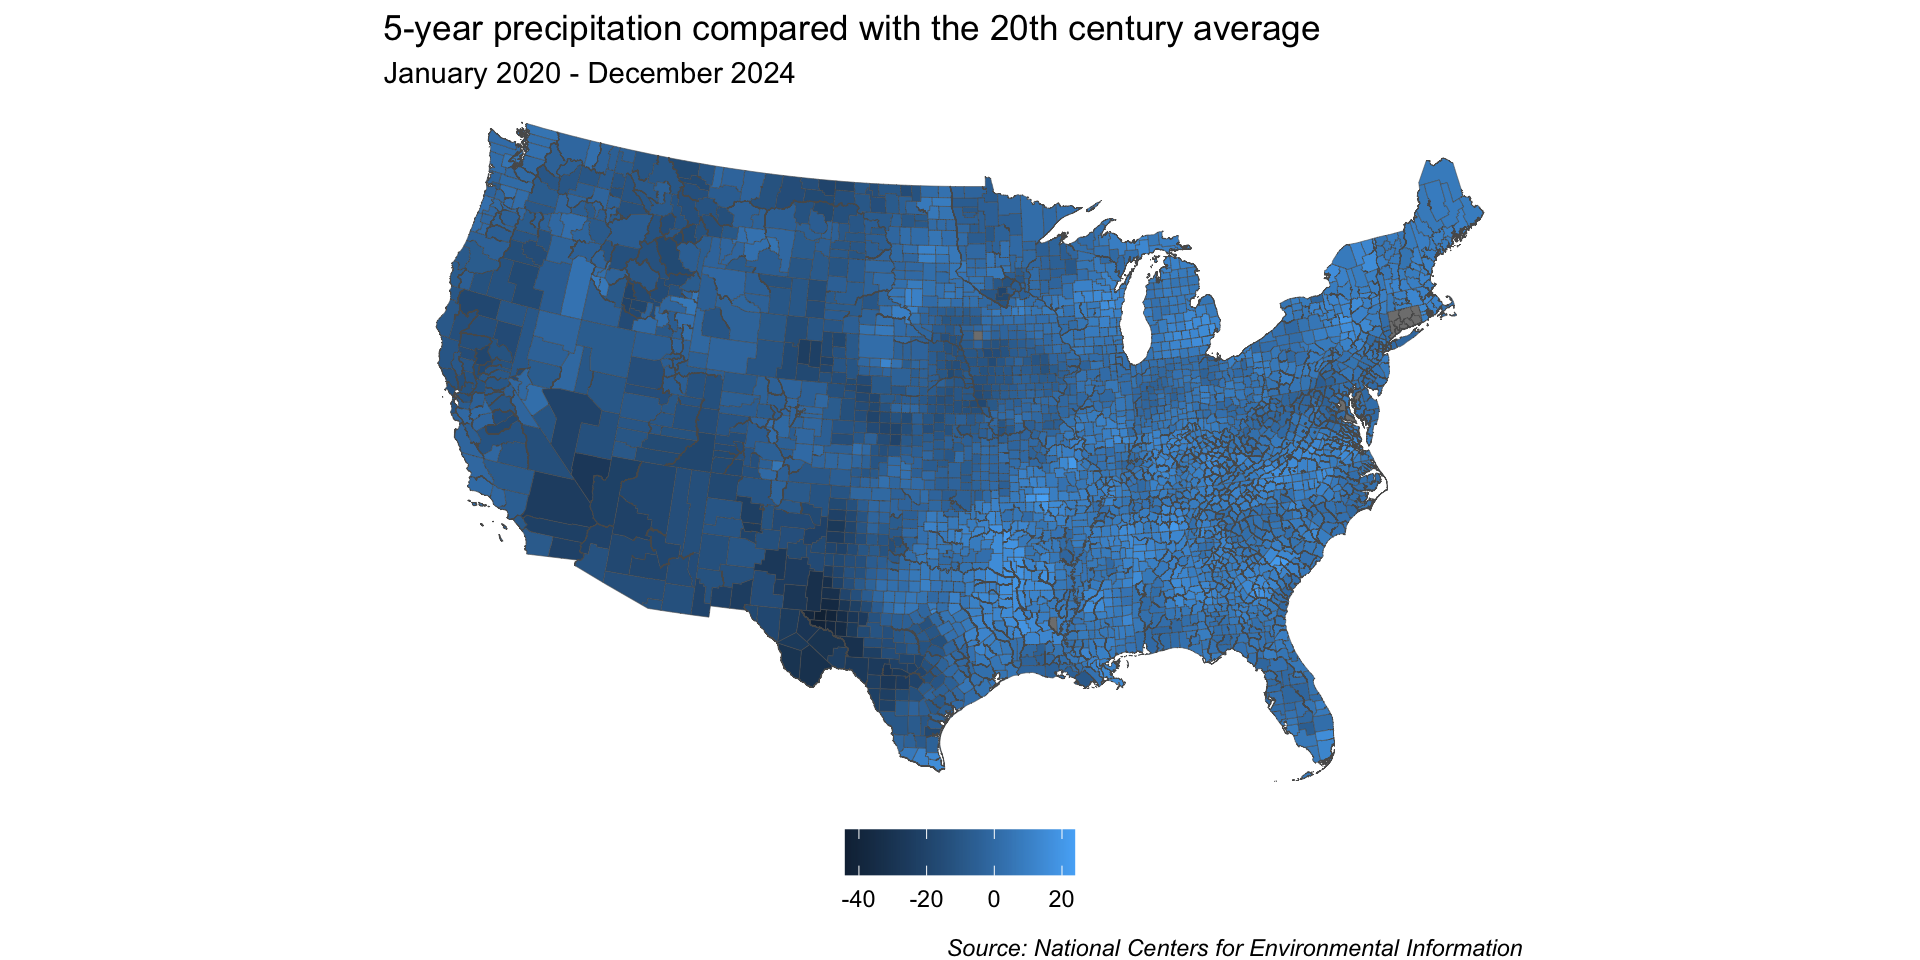 5-year precipitation compared with the 20th century average
January 2020 - December 2024
-40 -20 0 20
Source: National Centers for Environmental Information